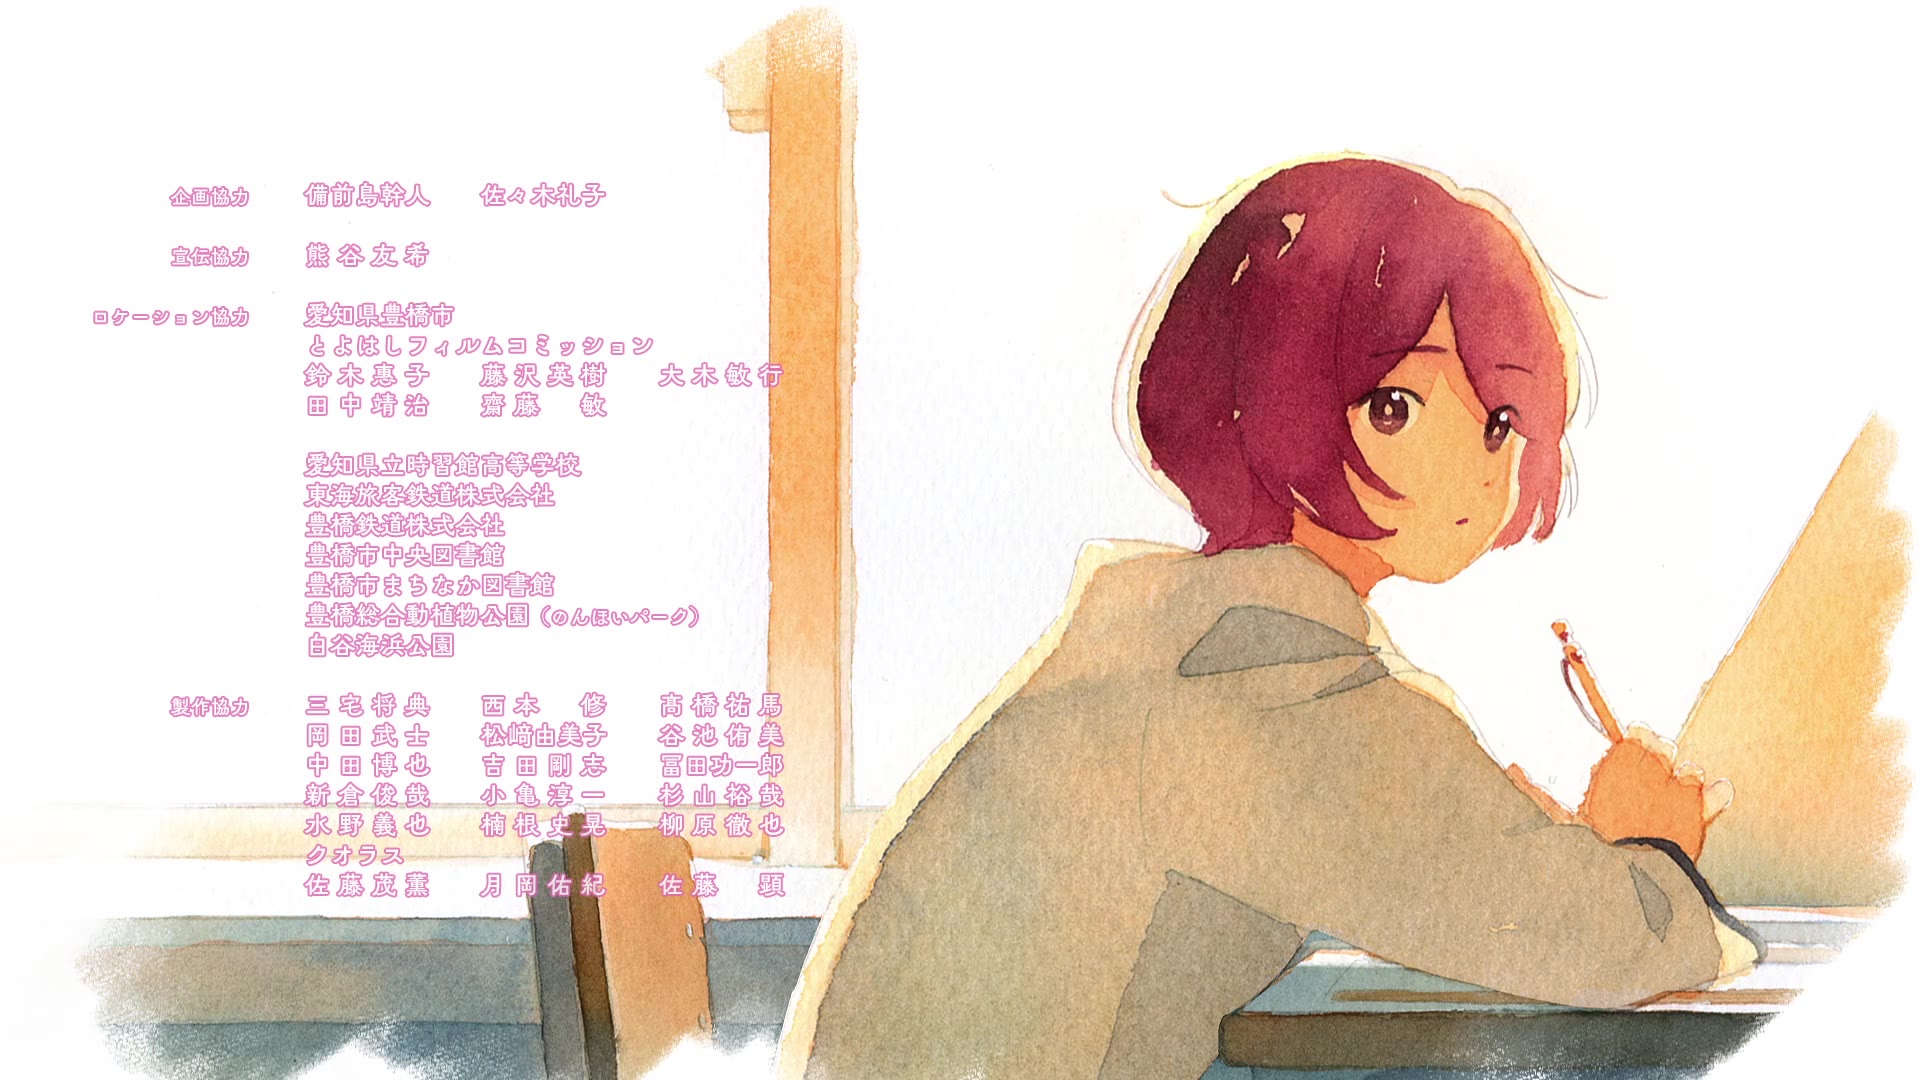 企画協力 備前島幹人 佐々木礼子
宣伝協力 熊谷友希
ロケーション協力 愛知県豊橋市
とよはしフィルムコミッション
鈴木惠子 藤沢英樹 大木敏行
田中靖治 齋藤 敏
愛知県立時習館高等学校
東海旅客鉄道株式会社
豊橋鉄道株式会社
豊橋市中央図書館
豊橋市まちなか図書館
豊橋総合動植物公園（のんほいパーク）
白谷海浜公園
製作協力 三宅将典 西本 修 髙橋祐馬
岡田武士 松﨑由美子 谷池侑美
中田博也 吉田剛志 冨田功一郎
新倉俊哉 小亀淳一 杉山裕哉
水野義也 楠根史晃 柳原徹也
クオラス
佐藤茂薫 月岡佑紀 佐藤 顕